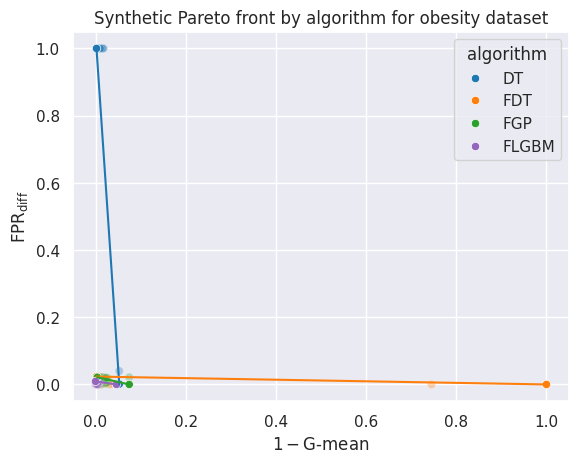 Synthetic Pareto front by algorithm for obesity dataset
algorithm
DT
FDT
FGP
FLGBM
FPR_diff
1.0
0.8
0.6
0.4
0.2
0.0
0.0 0.2 0.4 0.6 0.8 1.0
1 − G-mean